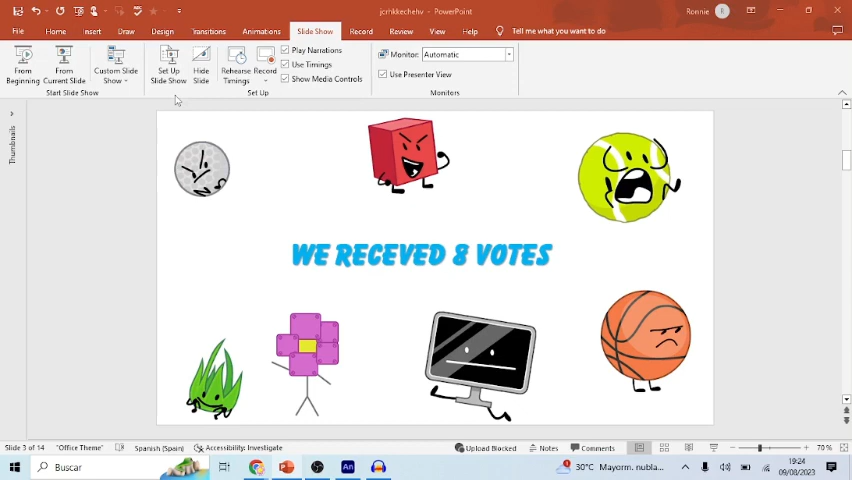 jcrhkkechehv - PowerPoint
Ronnie
R
File
Home
Insert
Draw
Design
Transitions
Animations
Slide Show
Record
Review
View
Help
Tell me what you want to do
From Beginning
From Current Slide
Custom Slide Show
Set Up Slide Show
Hide Slide
Rehearse Timings
Record
Play Narrations
Use Timings
Show Media Controls
Monitor:
Automatic
Use Presenter View
Start Slide Show
Set Up
Monitors
Thumbnails
WE RECEVED 8 VOTES
Slide 3 of 14
"Office Theme"
Spanish (Spain)
Accessibility: Investigate
Upload Blocked
Notes
Comments
70 %
Buscar
An
30°C Mayorm. nubla...
19:24
09/08/2023